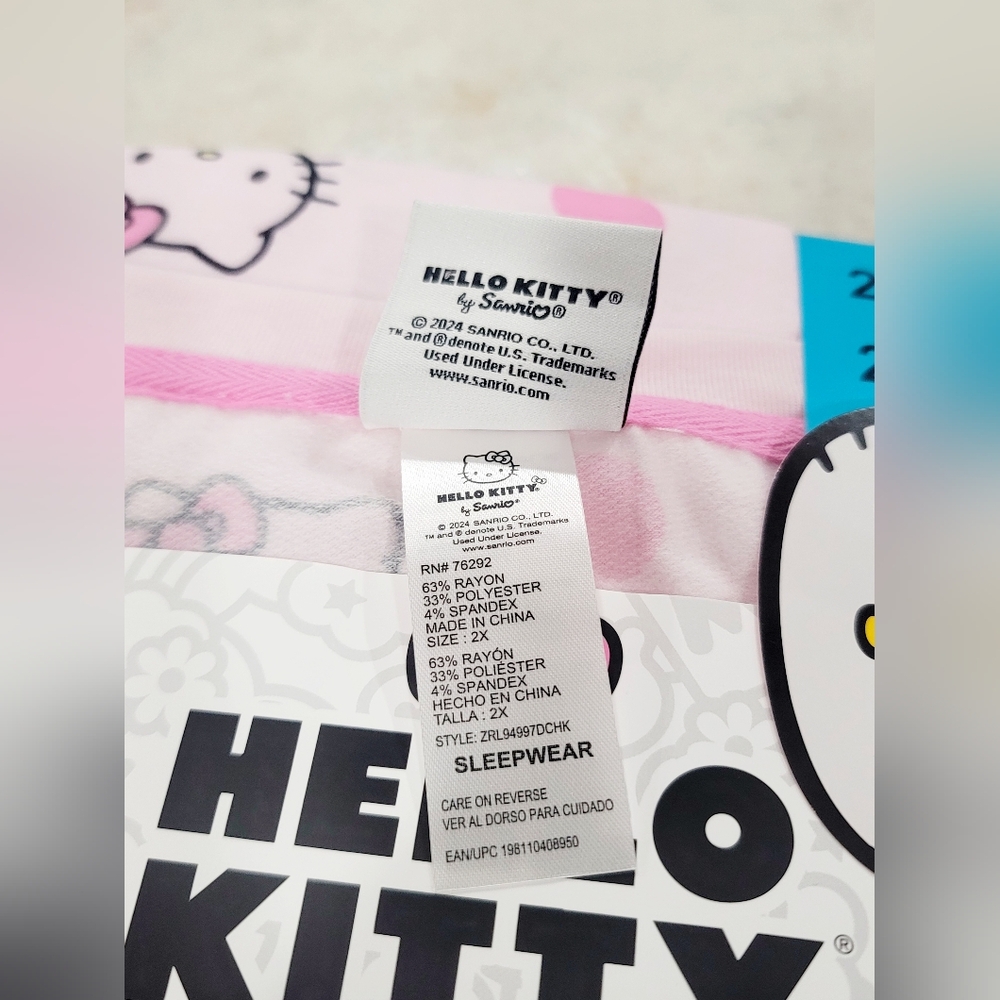 HELLO KITTY®
by Sanrio®
© 2024 SANRIO CO., LTD.
™and ® denote U.S. Trademarks
Used Under License.
www.sanrio.com
2
2
HELLO KITTY®
by Sanrio®
© 2024 SANRIO CO., LTD.
™ and ® denote U.S. Trademarks
Used Under License.
www.sanrio.com
RN# 76292
63% RAYON
33% POLYESTER
4% SPANDEX
MADE IN CHINA
SIZE : 2X
63% RAYÓN
33% POLIÉSTER
4% SPANDEX
HECHO EN CHINA
TALLA : 2X
STYLE: ZRL94997DCHK
SLEEPWEAR
CARE ON REVERSE
VER AL DORSO PARA CUIDADO
EAN/UPC 198110408950
HELLO
KITTY®